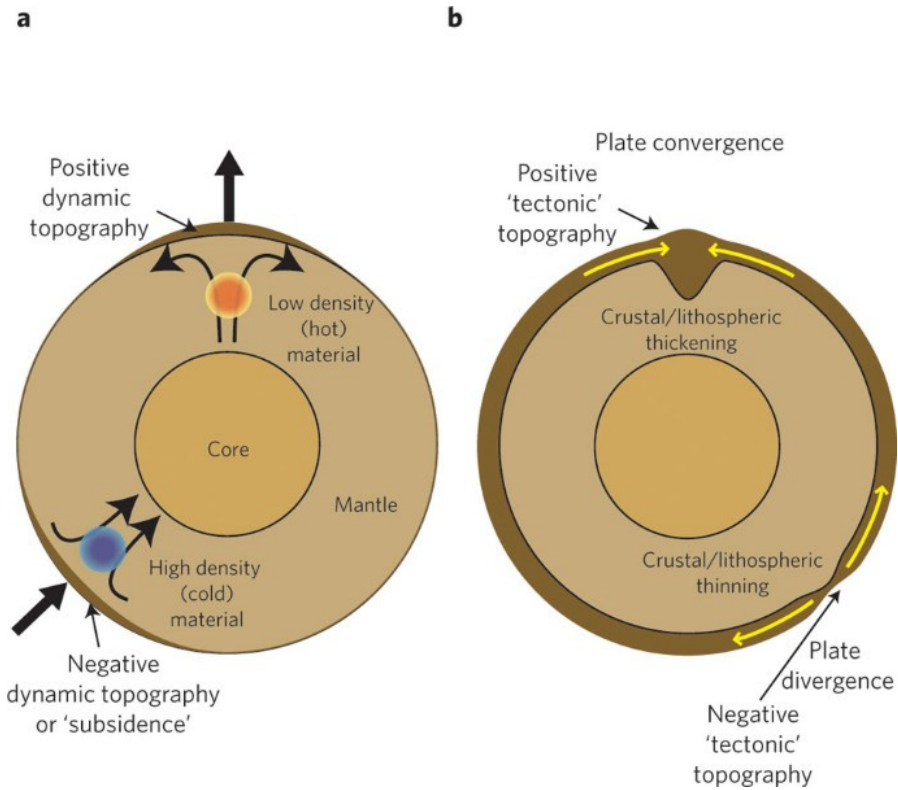 a
Positive
dynamic
topography
Low density
(hot)
material
Core
Mantle
High density
(cold)
material
Negative
dynamic topography
or ‘subsidence’
b
Plate convergence
Positive
‘tectonic’
topography
Crustal/lithospheric
thickening
Crustal/lithospheric
thinning
Plate
divergence
Negative
‘tectonic’
topography